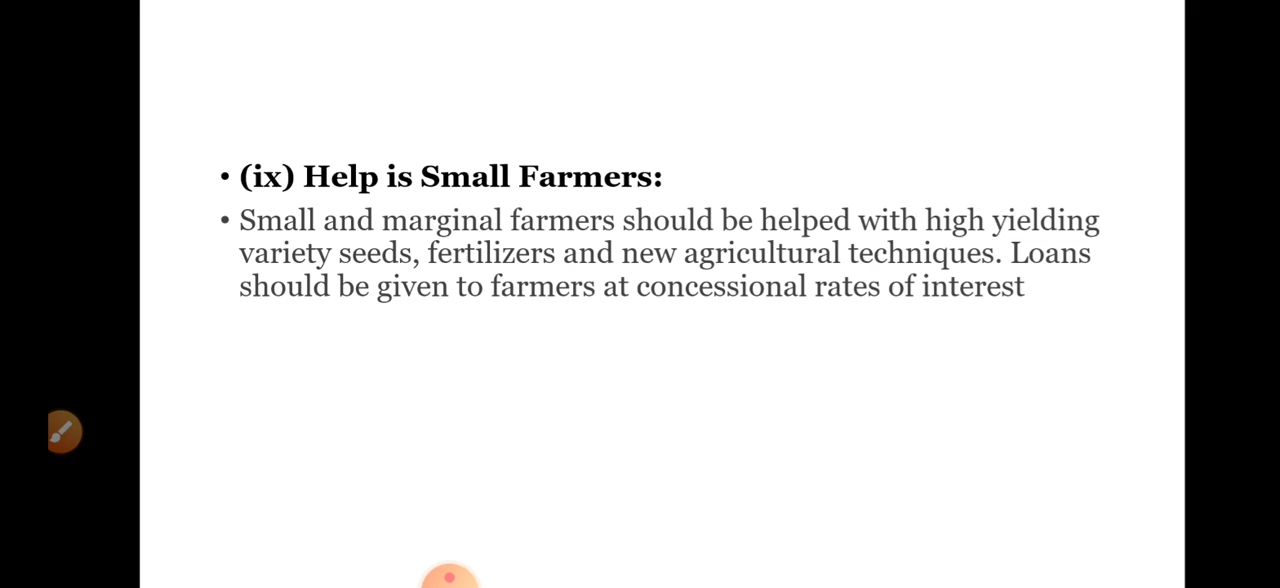 • (ix) Help is Small Farmers:
• Small and marginal farmers should be helped with high yielding
variety seeds, fertilizers and new agricultural techniques. Loans
should be given to farmers at concessional rates of interest